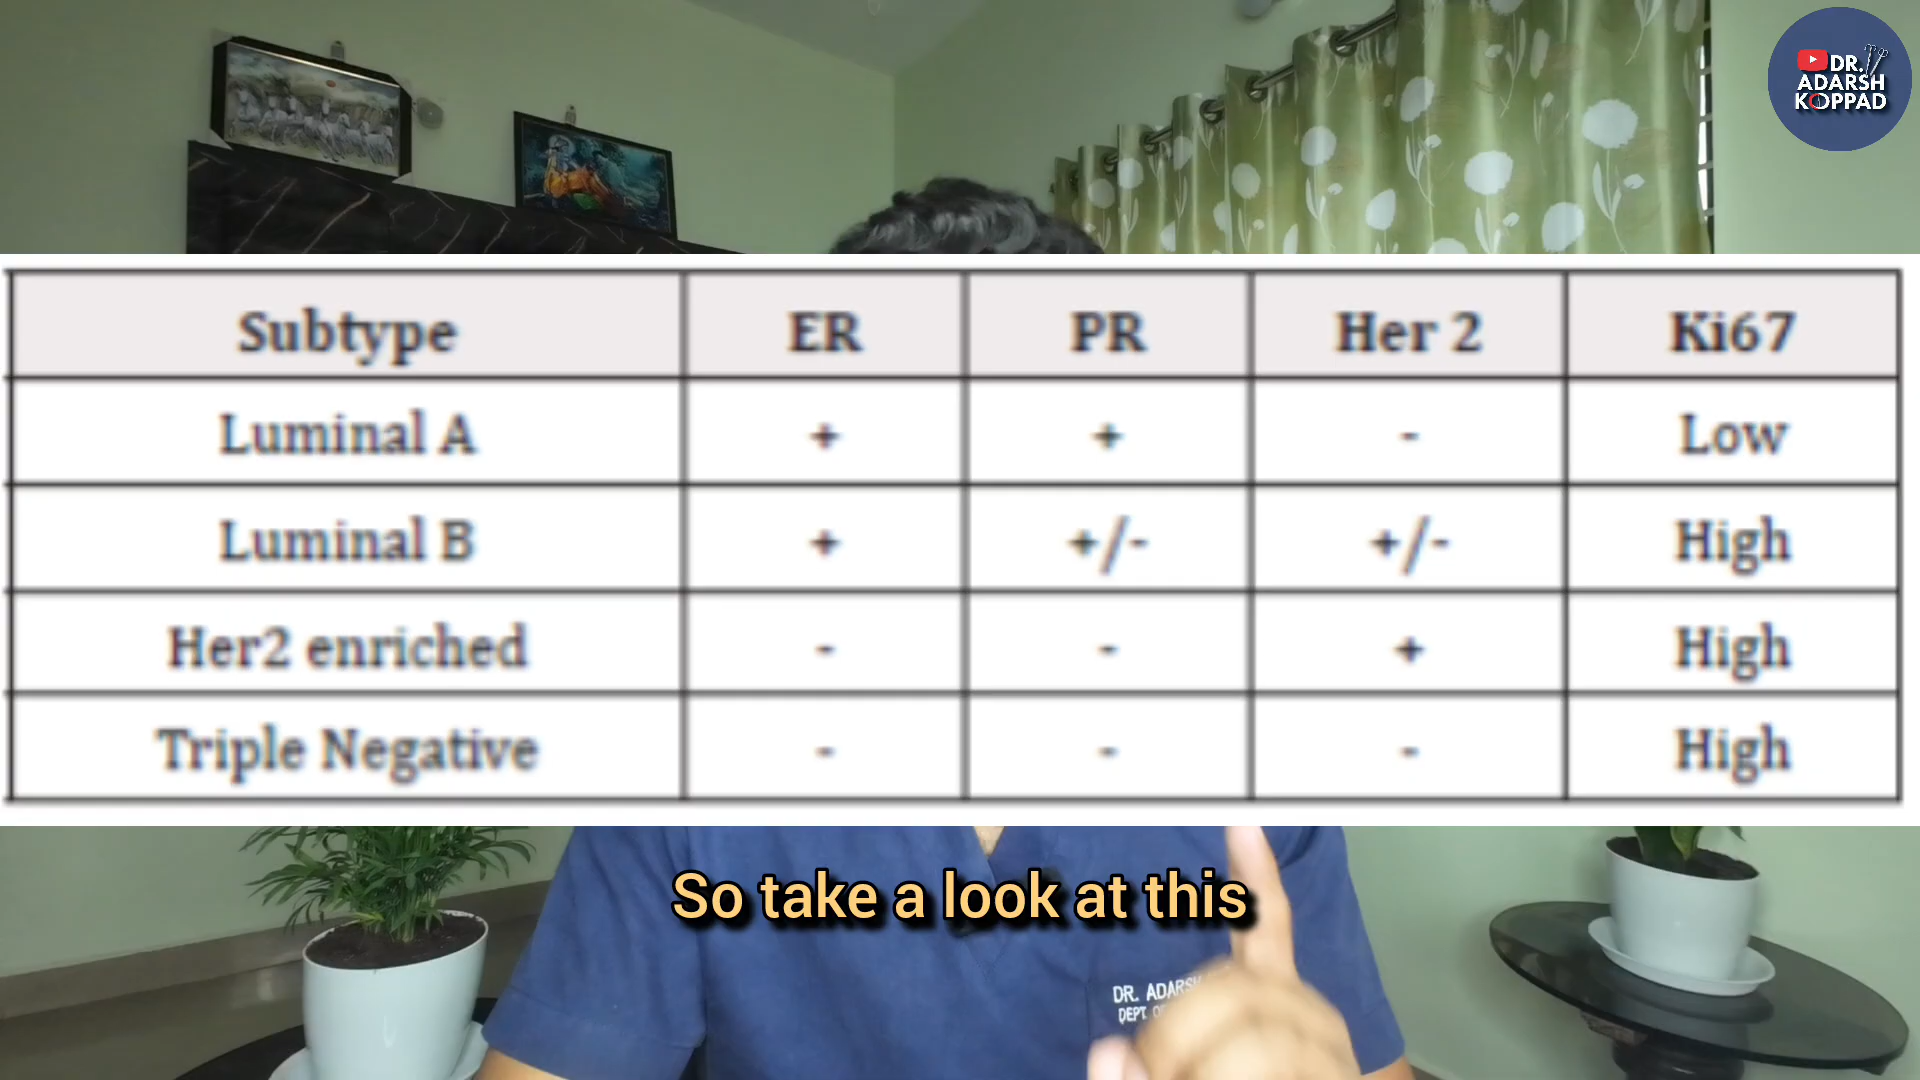 DR.
ADARSH
KOPPAD
Subtype ER PR Her 2 Ki67
Luminal A + + - Low
Luminal B + +/- +/- High
Her2 enriched - - + High
Triple Negative - - - High
So take a look at this
DR. ADARSH
DEPT